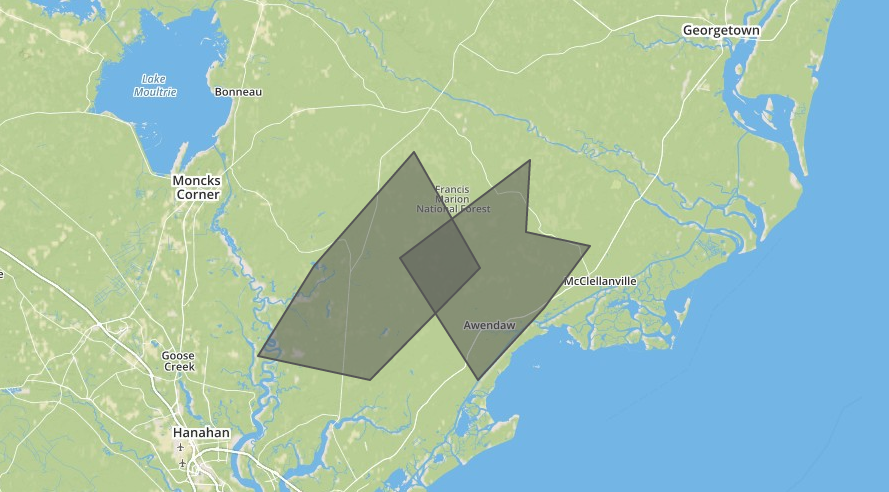 Georgetown
Lake
Moultrie
Bonneau
Moncks
Corner
Francis
Marion
National Forest
McClellanville
Awendaw
Goose
Creek
Hanahan